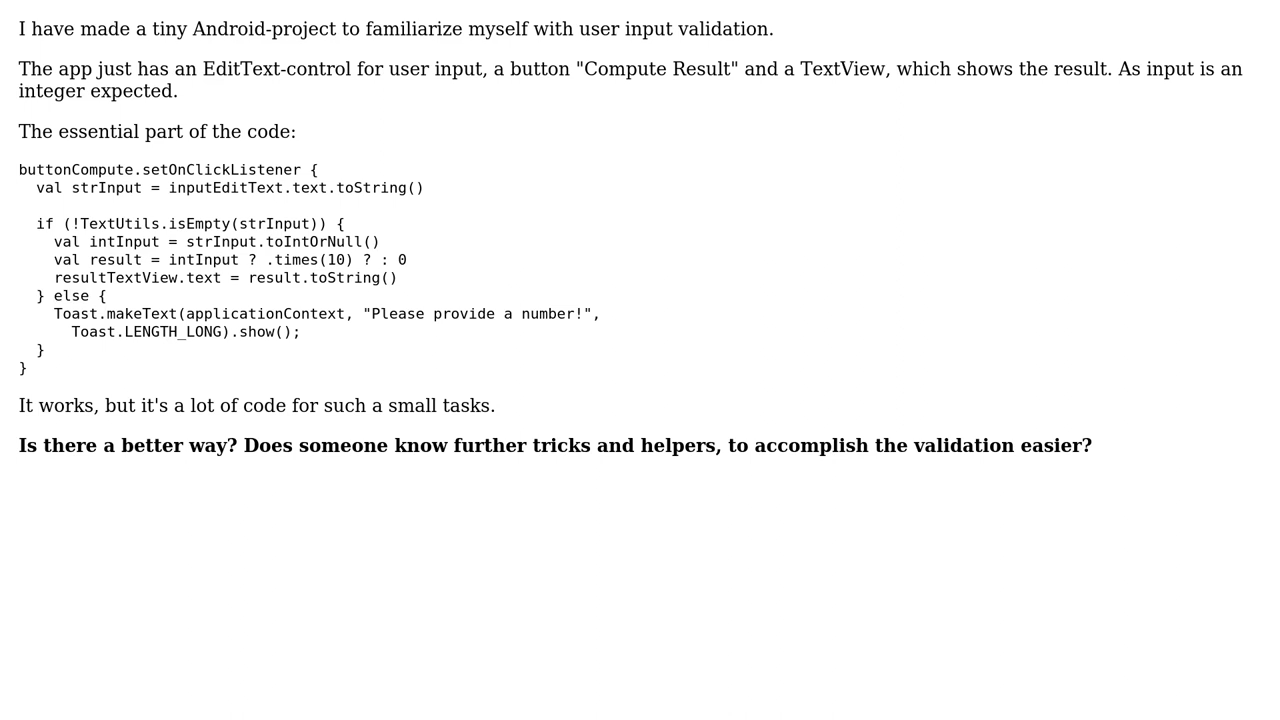 I have made a tiny Android-project to familiarize myself with user input validation.
The app just has an EditText-control for user input, a button "Compute Result" and a TextView, which shows the result. As input is an
integer expected.
The essential part of the code:
buttonCompute.setOnClickListener {
  val strInput = inputEditText.text.toString()

  if (!TextUtils.isEmpty(strInput)) {
    val intInput = strInput.toIntOrNull()
    val result = intInput ? .times(10) ? : 0
    resultTextView.text = result.toString()
  } else {
    Toast.makeText(applicationContext, "Please provide a number!",
      Toast.LENGTH_LONG).show();
  }
}
It works, but it's a lot of code for such a small tasks.
Is there a better way? Does someone know further tricks and helpers, to accomplish the validation easier?